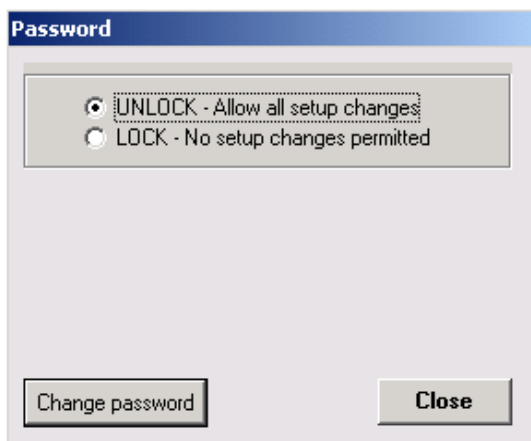 Password
UNLOCK - Allow all setup changes
LOCK - No setup changes permitted
Change password
Close